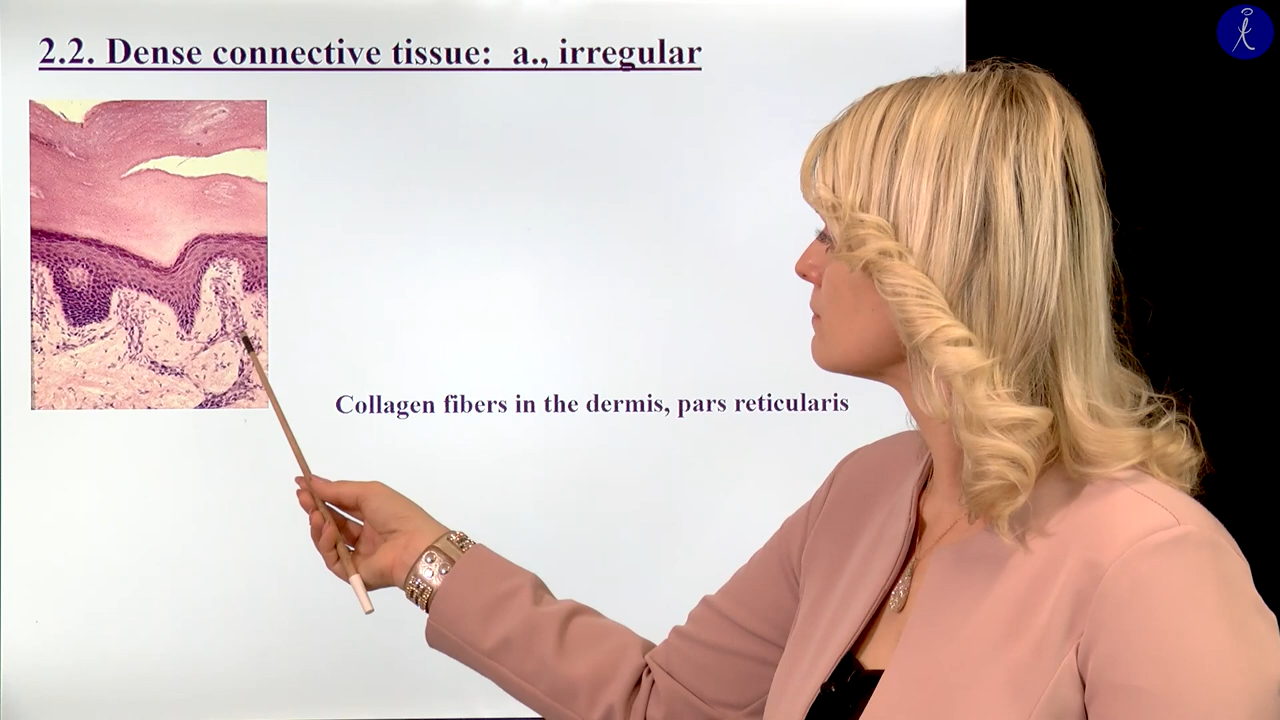 2.2. Dense connective tissue: a., irregular
Collagen fibers in the dermis, pars reticularis